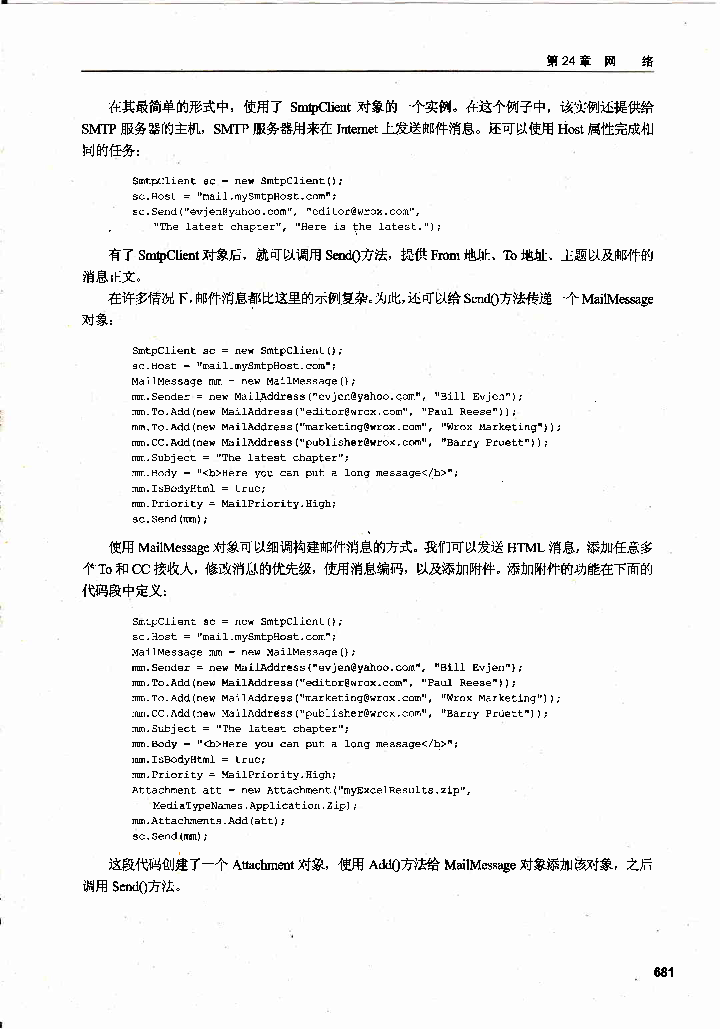 第 24 章 网 络
在其最简单的形式中，使用了 SmtpClient 对象的一个实例。在这个例子中，该实例还提供给
SMTP 服务器的主机，SMTP 服务器用来在 Internet 上发送邮件消息。还可以使用 Host 属性完成相
同的任务：
SmtpClient sc = new SmtpClient();
sc.Host = "mail.mySmtpHost.com";
sc.Send("evjen@yahoo.com", "editor@wrox.com",
"The latest chapter", "Here is the latest.");
有了 SmtpClient 对象后，就可以调用 Send()方法，提供 From 地址、To 地址、主题以及邮件的
消息正文。
在许多情况下，邮件消息都比这里的示例复杂。为此，还可以给 Send()方法传递一个 MailMessage
对象：
SmtpClient sc = new SmtpClient();
sc.Host = "mail.mySmtpHost.com";
MailMessage mm = new MailMessage();
mm.Sender = new MailAddress("evjen@yahoo.com", "Bill Evjen");
mm.To.Add(new MailAddress("editor@wrox.com", "Paul Reese"));
mm.To.Add(new MailAddress("marketing@wrox.com", "Wrox Marketing"));
mm.CC.Add(new MailAddress("publisher@wrox.com", "Barry Pruett"));
mm.Subject = "The latest chapter";
mm.Body = "<b>Here you can put a long message</b>";
mm.IsBodyHtml = true;
mm.Priority = MailPriority.High;
sc.Send(mm);
使用 MailMessage 对象可以细调构建邮件消息的方式。我们可以发送 HTML 消息，添加任意多
个 To 和 CC 接收人，修改消息的优先级，使用消息编码，以及添加附件。添加附件的功能在下面的
代码段中定义：
SmtpClient sc = new SmtpClient();
sc.Host = "mail.mySmtpHost.com";
MailMessage mm = new MailMessage();
mm.Sender = new MailAddress("evjen@yahoo.com", "Bill Evjen");
mm.To.Add(new MailAddress("editor@wrox.com", "Paul Reese"));
mm.To.Add(new MailAddress("marketing@wrox.com", "Wrox Marketing"));
mm.CC.Add(new MailAddress("publisher@wrox.com", "Barry Pruett"));
mm.Subject = "The latest chapter";
mm.Body = "<b>Here you can put a long message</b>";
mm.IsBodyHtml = true;
mm.Priority = MailPriority.High;
Attachment att = new Attachment("myExcelResults.zip",
MediaTypeNames.Application.Zip);
mm.Attachments.Add(att);
sc.Send(mm);
这段代码创建了一个 Attachment 对象，使用 Add()方法给 MailMessage 对象添加该对象，之后
调用 Send()方法。
681